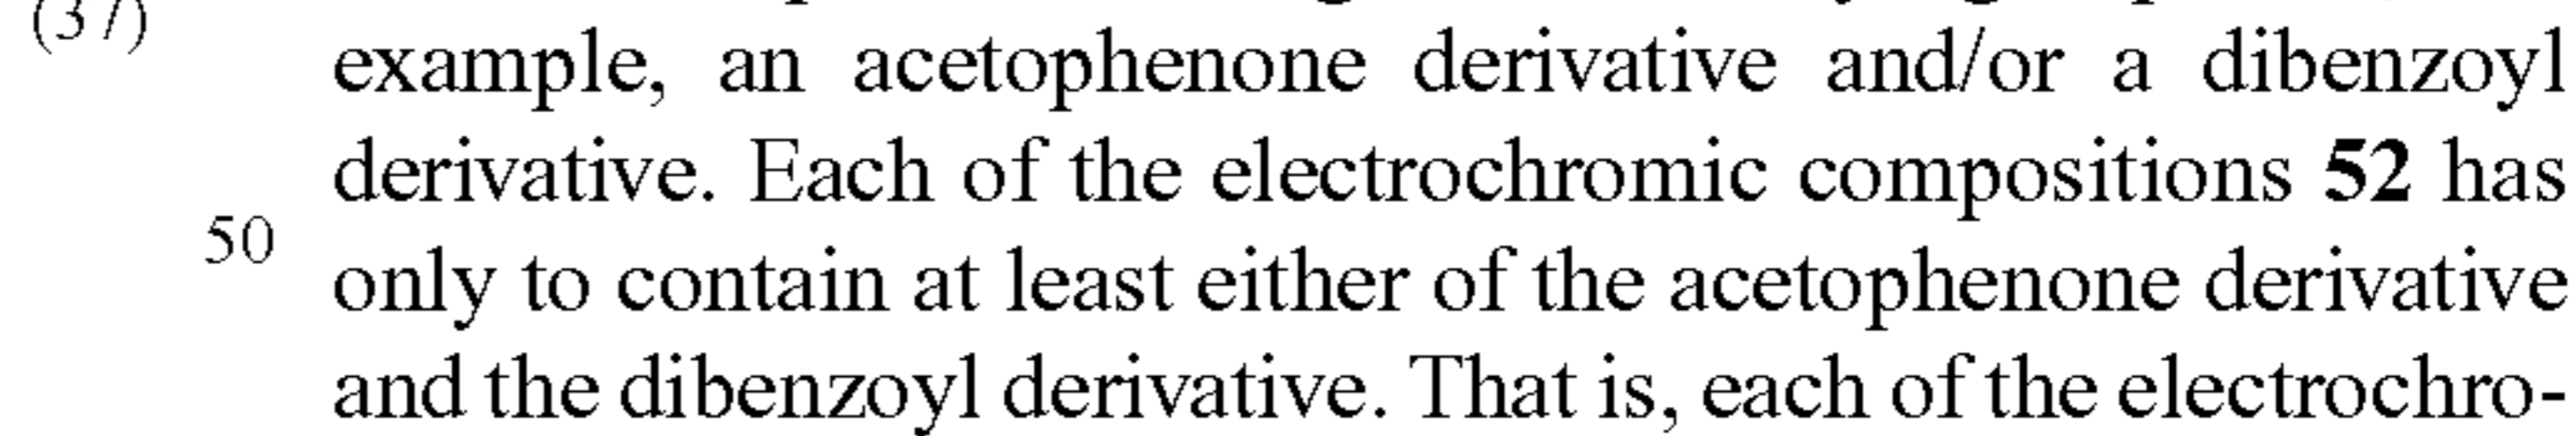 (37)
example, an acetophenone derivative and/or a dibenzoyl
derivative. Each of the electrochromic compositions 52 has
50
only to contain at least either of the acetophenone derivative
and the dibenzoyl derivative. That is, each of the electrochro-